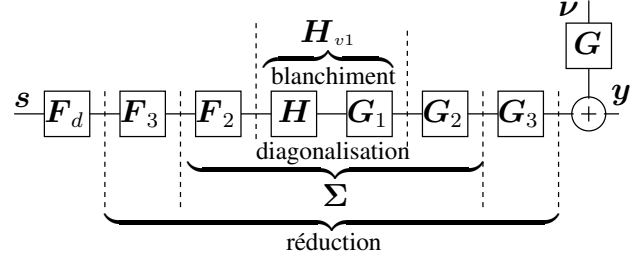 ν
H_{v1}
G
blanchiment
s F_d F_3 F_2 H G_1 G_2 G_3 + y
diagonalisation
Σ
réduction